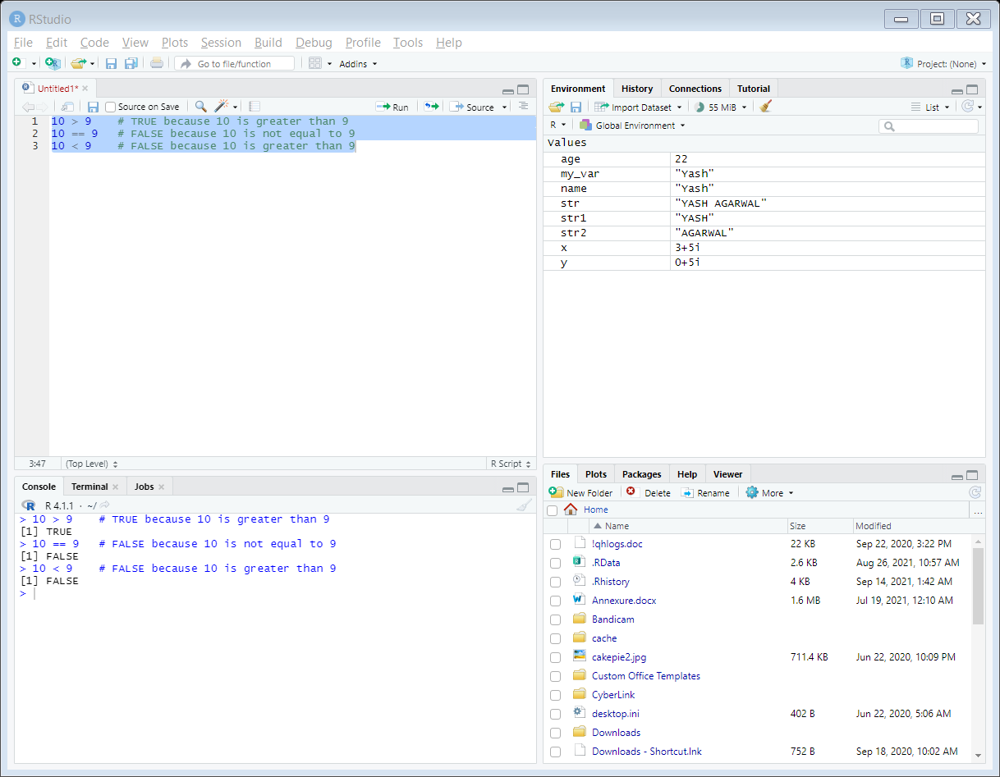 RStudio
File Edit Code View Plots Session Build Debug Profile Tools Help
Go to file/function Addins Project: (None)
Untitled1*
Source on Save Run Source
1 10 > 9    # TRUE because 10 is greater than 9
2 10 == 9   # FALSE because 10 is not equal to 9
3 10 < 9    # FALSE because 10 is greater than 9
3:47 (Top Level) R Script
Console Terminal Jobs
R 4.1.1 · ~/
> 10 > 9    # TRUE because 10 is greater than 9
[1] TRUE
> 10 == 9   # FALSE because 10 is not equal to 9
[1] FALSE
> 10 < 9    # FALSE because 10 is greater than 9
[1] FALSE
>
Environment History Connections Tutorial
Import Dataset 55 MiB List
R Global Environment
Values
age 22
my_var "Yash"
name "Yash"
str "YASH AGARWAL"
str1 "YASH"
str2 "AGARWAL"
x 3+5i
y 0+5i
Files Plots Packages Help Viewer
New Folder Delete Rename More
Home ...
Name Size Modified
!qhlogs.doc 22 KB Sep 22, 2020, 3:22 PM
.RData 2.6 KB Aug 26, 2021, 10:57 AM
.Rhistory 4 KB Sep 14, 2021, 1:42 AM
Annexure.docx 1.6 MB Jul 19, 2021, 12:10 AM
Bandicam
cache
cakepie2.jpg 711.4 KB Jun 22, 2020, 10:09 PM
Custom Office Templates
CyberLink
desktop.ini 402 B Jun 22, 2020, 5:06 AM
Downloads
Downloads - Shortcut.lnk 752 B Sep 18, 2020, 10:02 AM